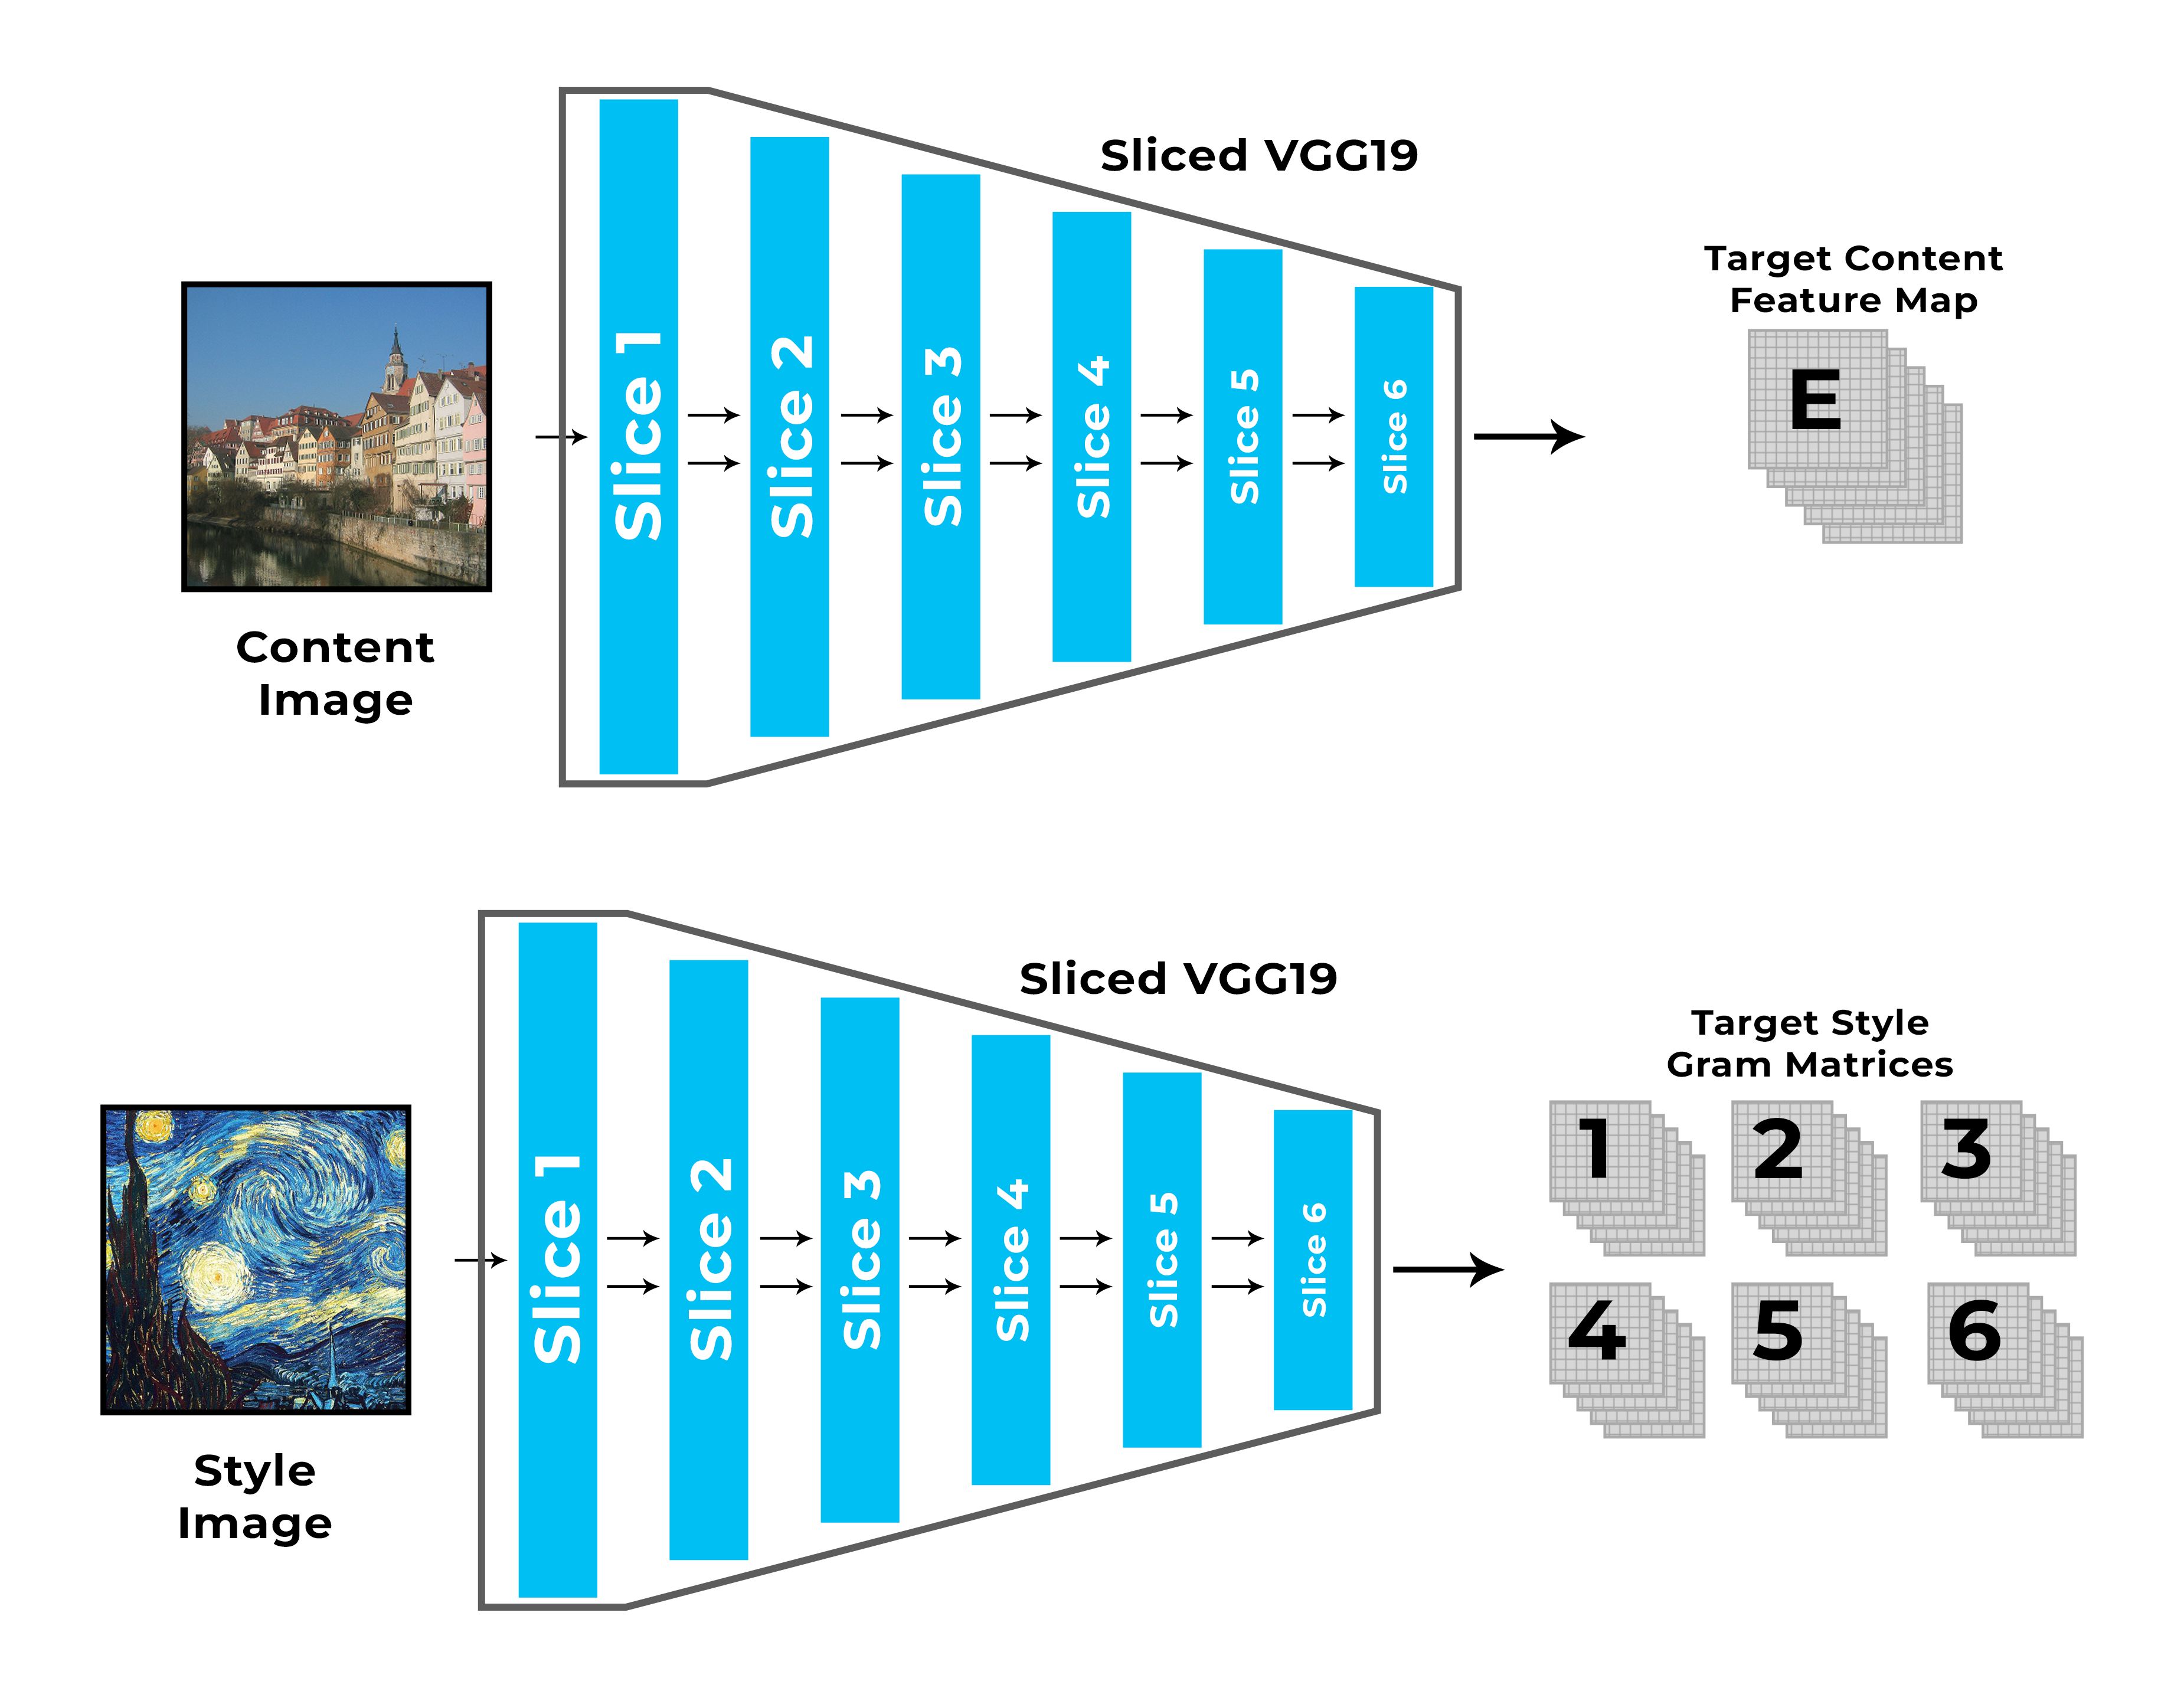 Sliced VGG19
Slice 1
Slice 2
Slice 3
Slice 4
Slice 5
Slice 6
Content
Image
Target Content
Feature Map
E
Sliced VGG19
Slice 1
Slice 2
Slice 3
Slice 4
Slice 5
Slice 6
Style
Image
Target Style
Gram Matrices
1 2 3
4 5 6